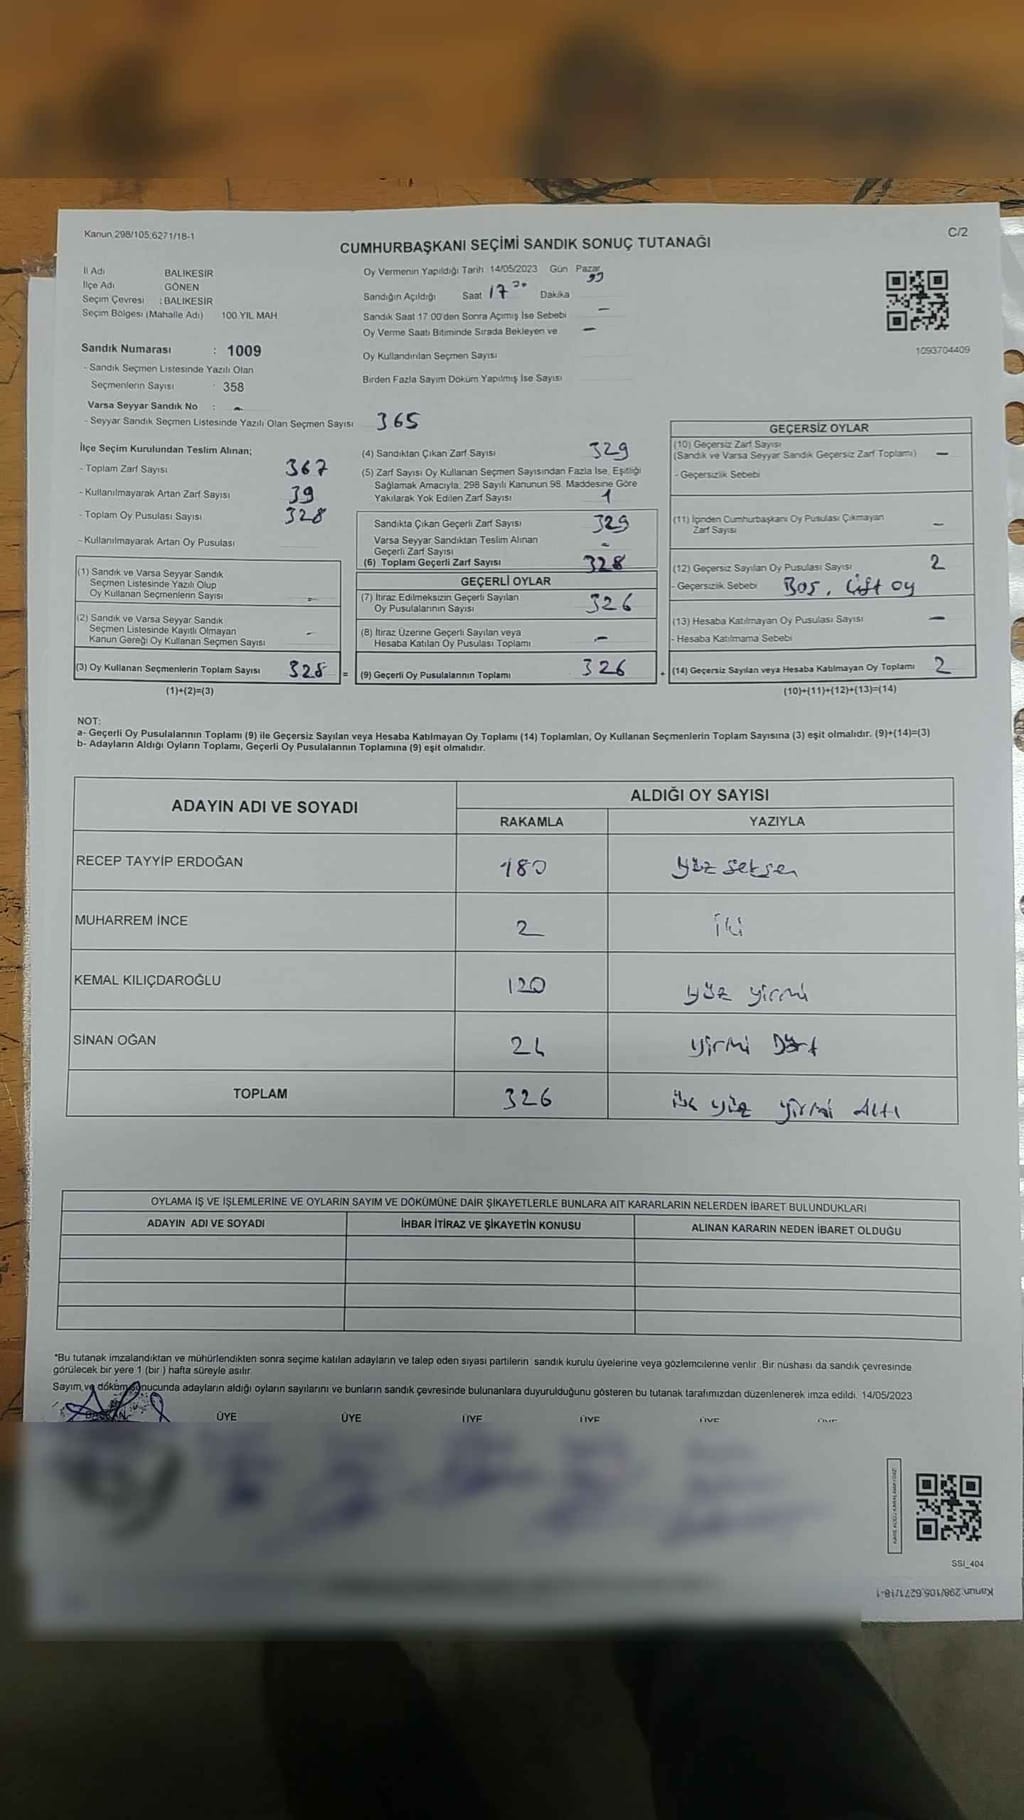 Kanun 298/105,6271/18-1
C/2
CUMHURBAŞKANI SEÇİMİ SANDIK SONUÇ TUTANAĞI
İl Adı BALIKESİR
İlçe Adı GÖNEN
Seçim Çevresi : BALIKESİR
Seçim Bölgesi (Mahalle Adı) 100 YIL MAH
Sandık Numarası : 1009
- Sandık Seçmen Listesinde Yazılı Olan
Seçmenlerin Sayısı : 358
Varsa Seyyar Sandık No : -
- Seyyar Sandık Seçmen Listesinde Yazılı Olan Seçmen Sayısı 365
Oy Vermenin Yapıldığı Tarih 14/05/2023 Gün Pazar
Sandığın Açıldığı Saat 17 Dakika
Sandık Saat 17:00'den Sonra Açımış İse Sebebi -
Oy Verme Saati Bitiminde Sırada Bekleyen ve -
Oy Kullandırılan Seçmen Sayısı
Birden Fazla Sayım Döküm Yapılmış İse Sayısı
1093704409
İlçe Seçim Kurulundan Teslim Alınan;
- Toplam Zarf Sayısı 367
- Kullanılmayarak Artan Zarf Sayısı 39
- Toplam Oy Pusulası Sayısı 328
- Kullanılmayarak Artan Oy Pusulası
(1) Sandık ve Varsa Seyyar Sandık
Seçmen Listesinde Yazılı Olup
Oy Kullanan Seçmenlerin Sayısı -
(2) Sandık ve Varsa Seyyar Sandık
Seçmen Listesinde Kayıtlı Olmayan
Kanun Gereği Oy Kullanan Seçmen Sayısı -
(3) Oy Kullanan Seçmenlerin Toplam Sayısı 328 =
(1)+(2)=(3)
(4) Sandıktan Çıkan Zarf Sayısı 329
(5) Zarf Sayısı Oy Kullanan Seçmen Sayısından Fazla İse, Eşitliği
Sağlamak Amacıyla, 298 Sayılı Kanunun 98. Maddesine Göre
Yakılarak Yok Edilen Zarf Sayısı 1
Sandıkta Çıkan Geçerli Zarf Sayısı 329
Varsa Seyyar Sandıktan Teslim Alınan
Geçerli Zarf Sayısı -
(6) Toplam Geçerli Zarf Sayısı 328
GEÇERLİ OYLAR
(7) İtiraz Edilmeksizin Geçerli Sayılan
Oy Pusulalarının Sayısı 326
(8) İtiraz Üzerine Geçerli Sayılan veya
Hesaba Katılan Oy Pusulası Toplamı -
(9) Geçerli Oy Pusulalarının Toplamı 326 +
GEÇERSİZ OYLAR
(10) Geçersiz Zarf Sayısı
(Sandık ve Varsa Seyyar Sandık Geçersiz Zarf Toplamı) -
- Geçersizlik Sebebi
(11) İçinden Cumhurbaşkanı Oy Pusulası Çıkmayan
Zarf Sayısı -
(12) Geçersiz Sayılan Oy Pusulası Sayısı 2
- Geçersizlik Sebebi Boş, Çift oy
(13) Hesaba Katılmayan Oy Pusulası Sayısı -
- Hesaba Katılmama Sebebi
(14) Geçersiz Sayılan veya Hesaba Katılmayan Oy Toplamı 2
(10)+(11)+(12)+(13)=(14)
NOT:
a- Geçerli Oy Pusulalarının Toplamı (9) ile Geçersiz Sayılan veya Hesaba Katılmayan Oy Toplamı (14) Toplamları, Oy Kullanan Seçmenlerin Toplam Sayısına (3) eşit olmalıdır. (9)+(14)=(3)
b- Adayların Aldığı Oyların Toplamı, Geçerli Oy Pusulalarının Toplamına (9) eşit olmalıdır.
ADAYIN ADI VE SOYADI
ALDIĞI OY SAYISI
RAKAMLA YAZIYLA
RECEP TAYYİP ERDOĞAN 180 yüz seksen
MUHARREM İNCE 2 İki
KEMAL KILIÇDAROĞLU 120 yüz yirmi
SİNAN OĞAN 24 yirmi Dört
TOPLAM 326 üç yüz yirmi Altı
OYLAMA İŞ VE İŞLEMLERİNE VE OYLARIN SAYIM VE DÖKÜMÜNE DAİR ŞİKAYETLERLE BUNLARA AİT KARARLARIN NELERDEN İBARET BULUNDUKLARI
ADAYIN ADI VE SOYADI İHBAR İTİRAZ VE ŞİKAYETİN KONUSU ALINAN KARARIN NEDEN İBARET OLDUĞU
*Bu tutanak imzalandıktan ve mühürlendikten sonra seçime katılan adayların ve talep eden siyasi partilerin sandık kurulu üyelerine veya gözlemcilerine verilir. Bir nüshası da sandık çevresinde
görülecek bir yere 1 (bir ) hafta süreyle asılır.
Sayım ve döküm sonucunda adayların aldığı oyların sayılarını ve bunların sandık çevresinde bulunanlara duyurulduğunu gösteren bu tutanak tarafımızdan düzenlenerek imza edildi. 14/05/2023
BAŞKAN ÜYE ÜYE ÜYE ÜYE ÜYE ÜYE
SSI_404
Kanun 298/105,6271/18-1